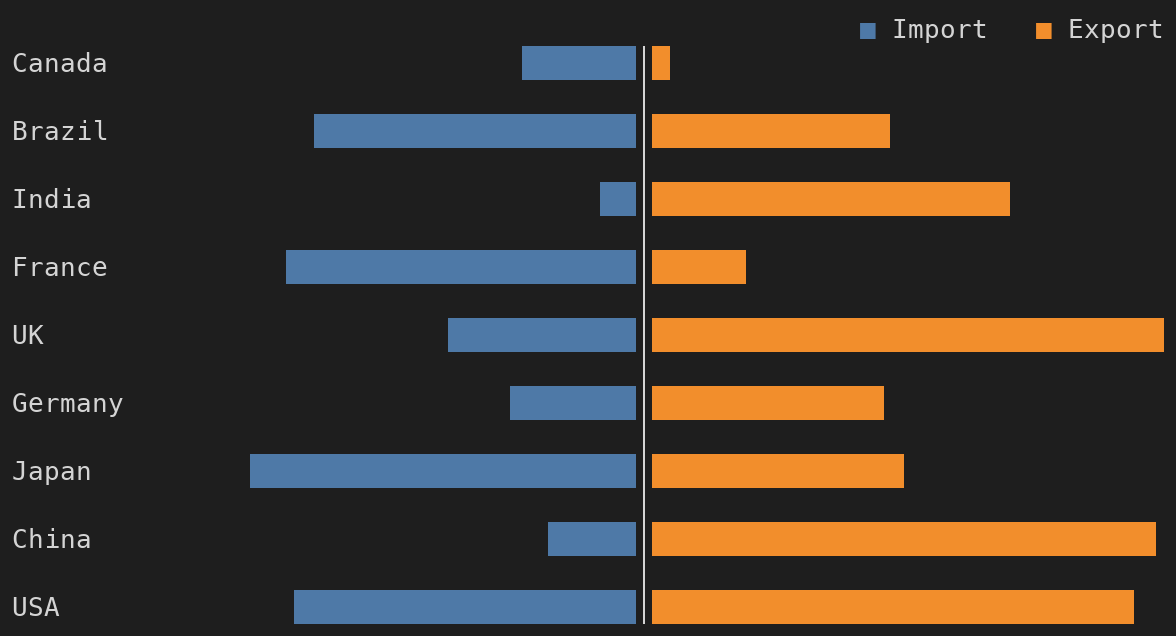 Import Export
Canada
Brazil
India
France
UK
Germany
Japan
China
USA